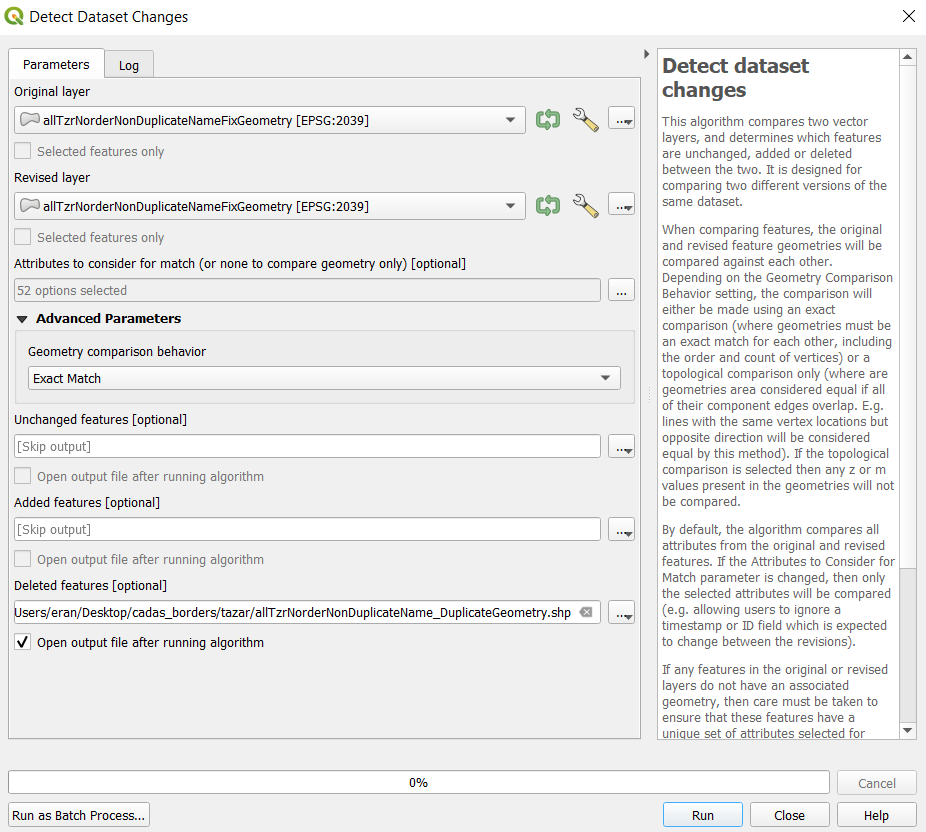 Detect Dataset Changes
Parameters
Log
Original layer
allTzrNorderNonDuplicateNameFixGeometry [EPSG:2039]
Selected features only
Revised layer
allTzrNorderNonDuplicateNameFixGeometry [EPSG:2039]
Selected features only
Attributes to consider for match (or none to compare geometry only) [optional]
52 options selected
...
Advanced Parameters
Geometry comparison behavior
Exact Match
Unchanged features [optional]
[Skip output]
Open output file after running algorithm
Added features [optional]
[Skip output]
Open output file after running algorithm
Deleted features [optional]
Users/eran/Desktop/cadas_borders/tazar/allTzrNorderNonDuplicateName_DuplicateGeometry.shp
Open output file after running algorithm
Detect dataset
changes
This algorithm compares two vector
layers, and determines which features
are unchanged, added or deleted
between the two. It is designed for
comparing two different versions of the
same dataset.
When comparing features, the original
and revised feature geometries will be
compared against each other.
Depending on the Geometry Comparison
Behavior setting, the comparison will
either be made using an exact
comparison (where geometries must be
an exact match for each other, including
the order and count of vertices) or a
topological comparison only (where are
geometries area considered equal if all
of their component edges overlap. E.g.
lines with the same vertex locations but
opposite direction will be considered
equal by this method). If the topological
comparison is selected then any z or m
values present in the geometries will not
be compared.
By default, the algorithm compares all
attributes from the original and revised
features. If the Attributes to Consider for
Match parameter is changed, then only
the selected attributes will be compared
(e.g. allowing users to ignore a
timestamp or ID field which is expected
to change between the revisions).
If any features in the original or revised
layers do not have an associated
geometry, then care must be taken to
ensure that these features have a
unique set of attributes selected for
0%
Cancel
Run as Batch Process...
Run
Close
Help